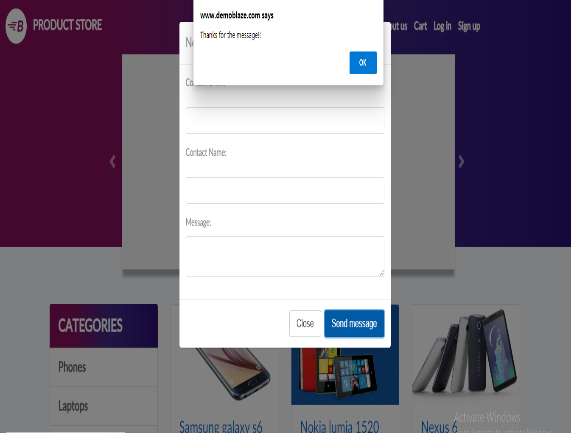 www.demoblaze.com says
Thanks for the message!!
OK
PRODUCT STORE
out us Cart Log in Sign up
Contact Name:
Message:
Close Send message
CATEGORIES
Phones
Laptops
Samsung galaxy s6
Nokia lumia 1520
Nexus 6
Activate Windows